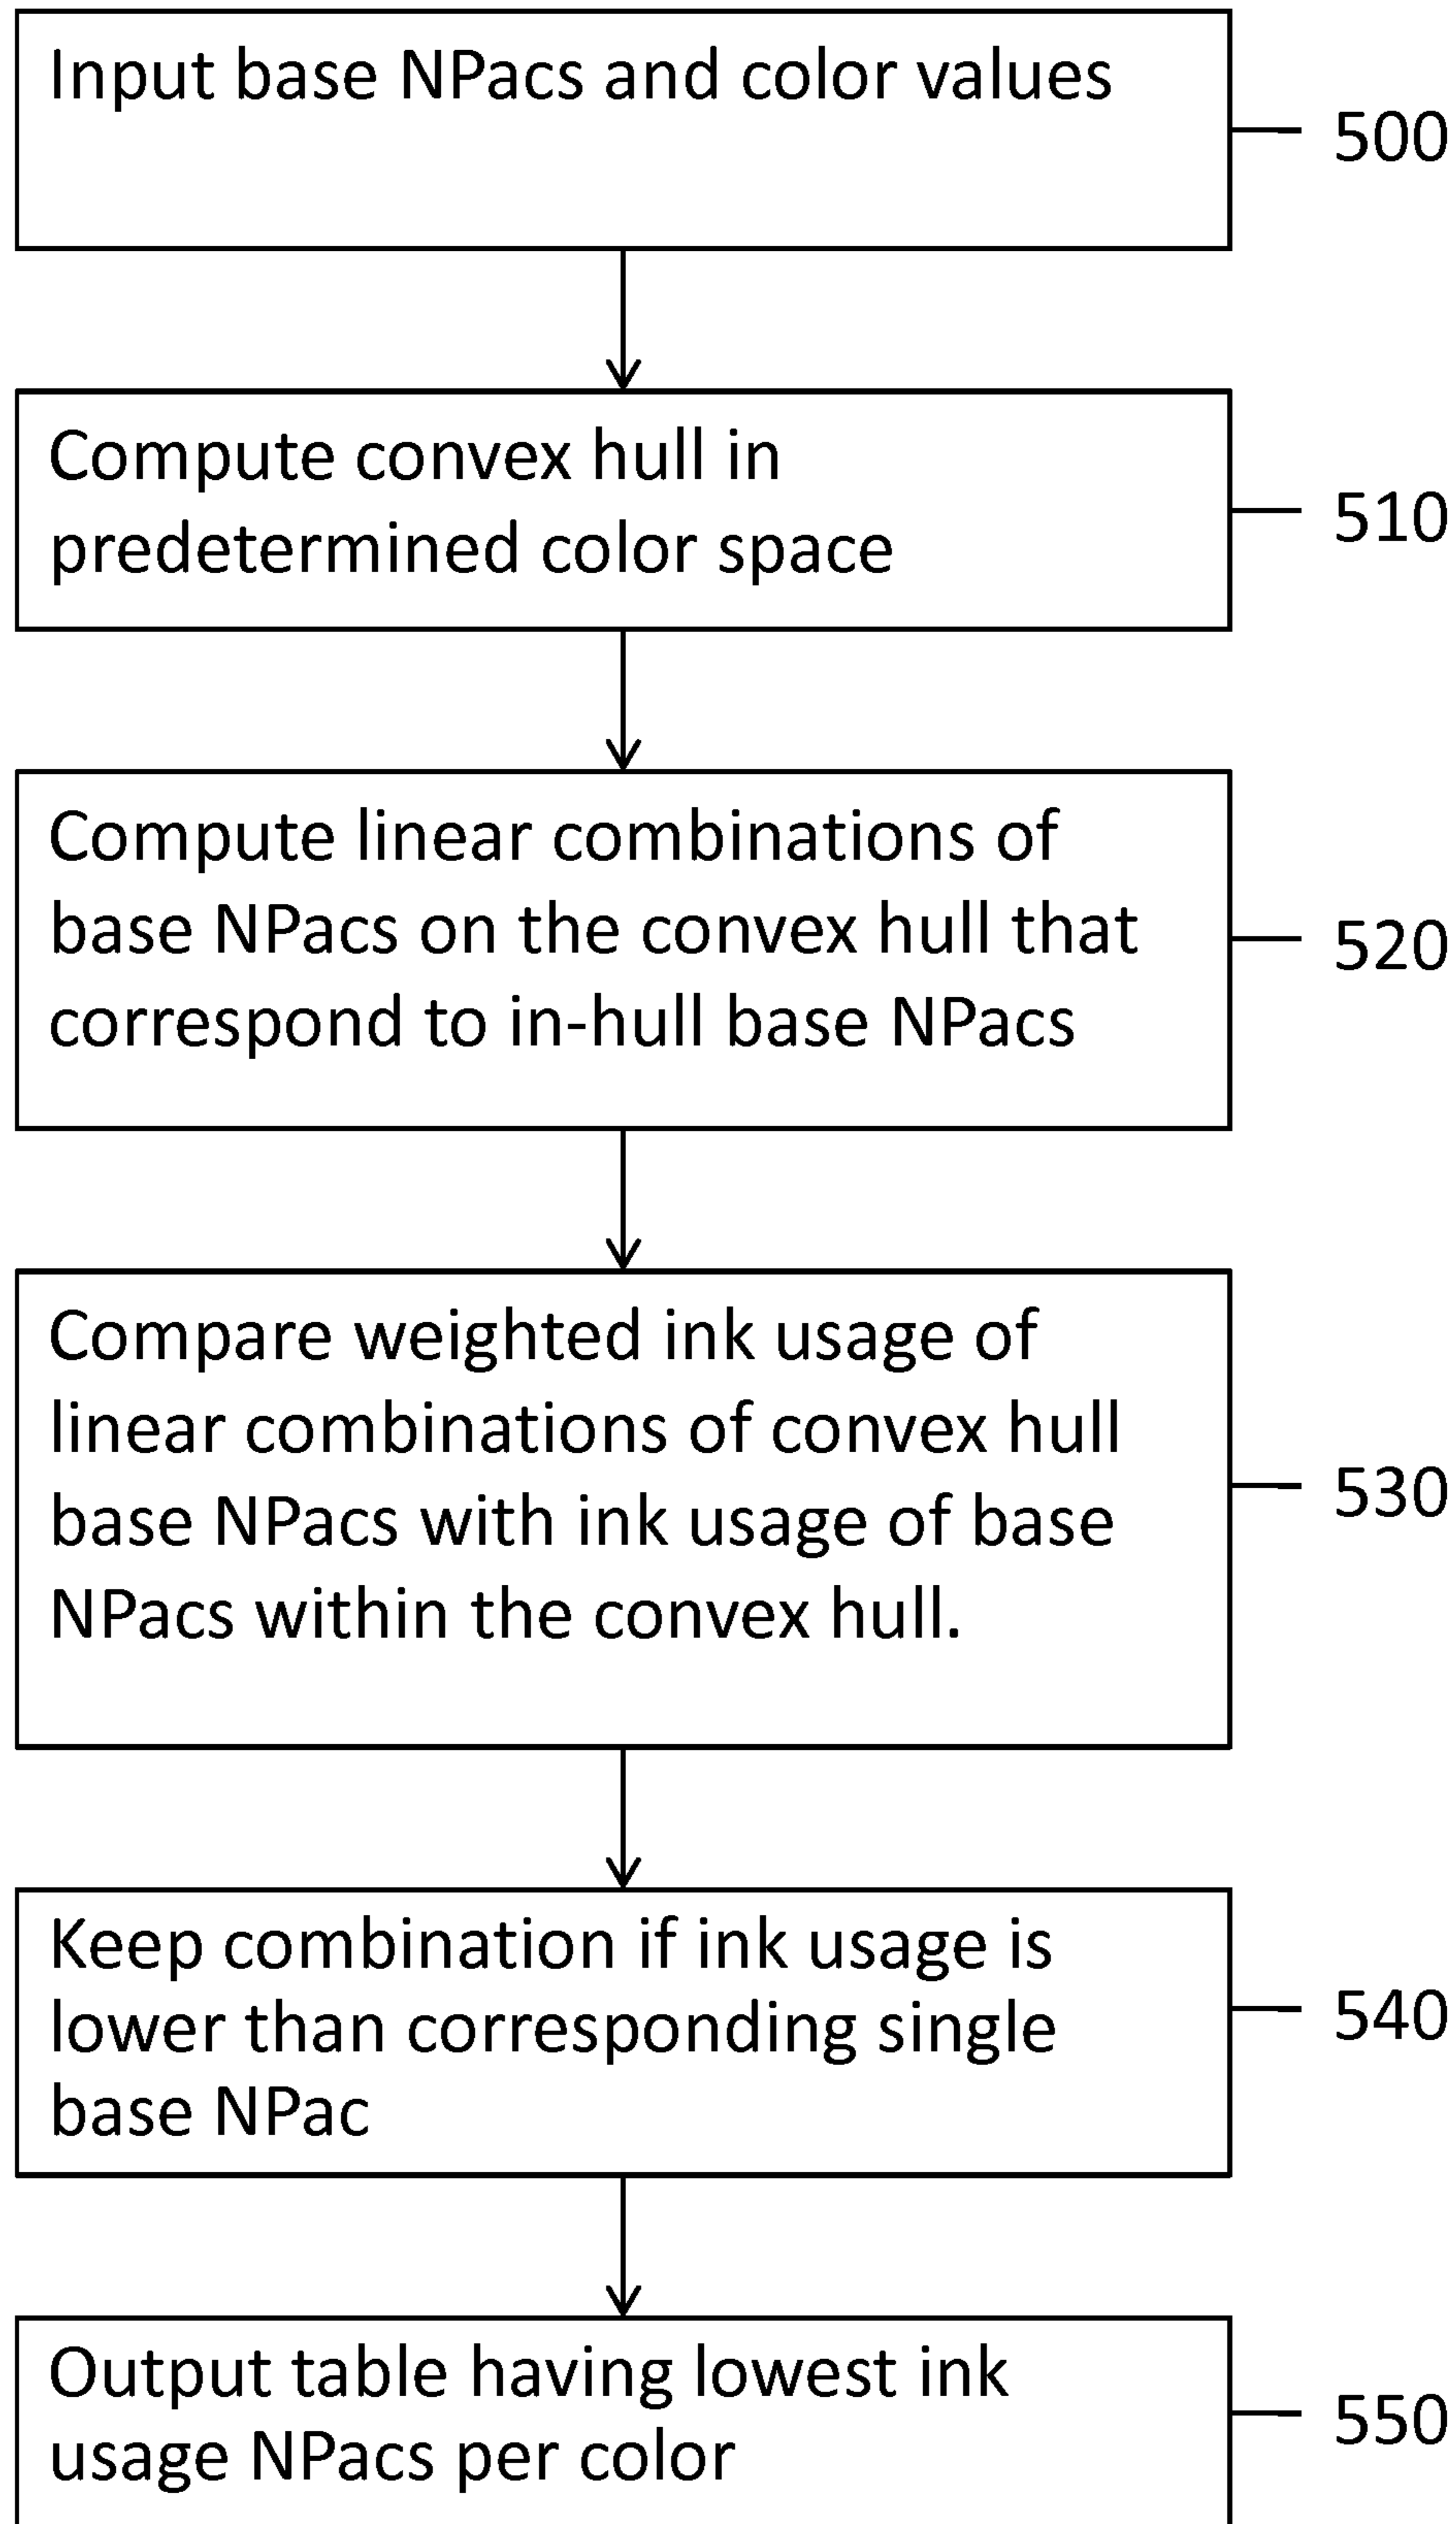 Input base NPacs and color values
500
Compute convex hull in
predetermined color space
510
Compute linear combinations of
base NPacs on the convex hull that
correspond to in-hull base NPacs
520
Compare weighted ink usage of
linear combinations of convex hull
base NPacs with ink usage of base
NPacs within the convex hull.
530
Keep combination if ink usage is
lower than corresponding single
base NPac
540
Output table having lowest ink
usage NPacs per color
550